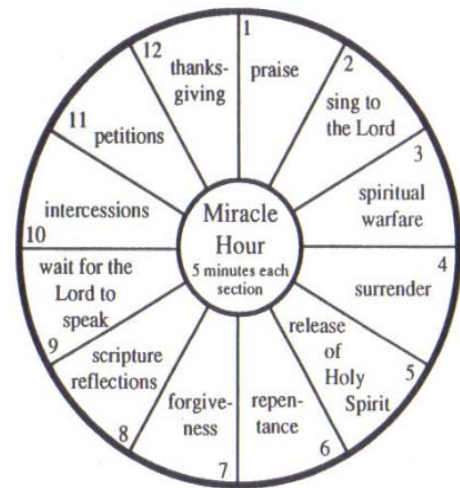 Miracle
Hour
5 minutes each
section
1
praise
2
sing to
the Lord
3
spiritual
warfare
4
surrender
5
release
of
Holy
Spirit
6
repen-
tance
7
forgive-
ness
8
scripture
reflections
9
wait for the
Lord to
speak
10
intercessions
11
petitions
12
thanks-
giving